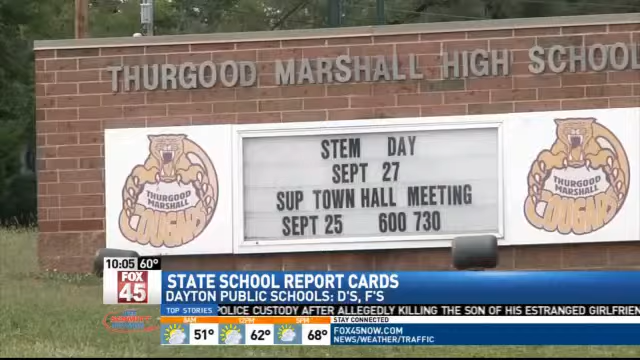 THURGOOD MARSHALL HIGH SCHOOL
STEM DAY
SEPT 27
SUP TOWN HALL MEETING
SEPT 25 600 730
THURGOOD
MARSHALL
COUGARS
THURGOOD
MARSHALL
COUGARS
10:05 60°
FOX
45
STATE SCHOOL REPORT CARDS
DAYTON PUBLIC SCHOOLS: D'S, F'S
TOP STORIES POLICE CUSTODY AFTER ALLEGEDLY KILLING THE SON OF HIS ESTRANGED GIRLFRIEN
51° 12PM 62° 68°
STAY CONNECTED
FOX45NOW.COM
NEWS/WEATHER/TRAFFIC